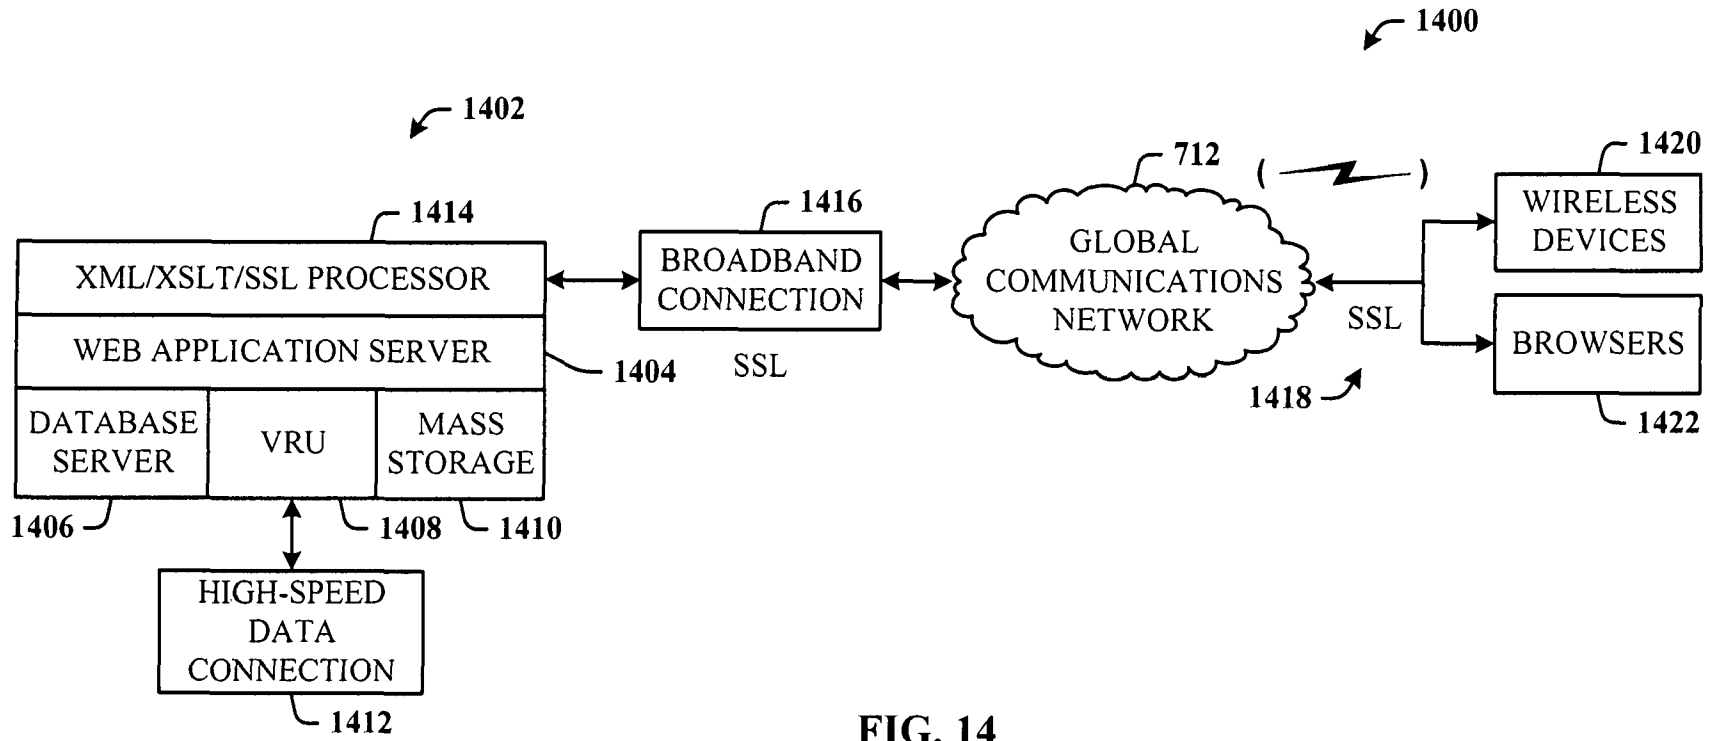 1400
1402
712
1420
1416
1414
WIRELESS
DEVICES
GLOBAL
COMMUNICATIONS
NETWORK
BROADBAND
CONNECTION
XML/XSLT/SSL PROCESSOR
SSL
BROWSERS
WEB APPLICATION SERVER
SSL
1404
1418
1422
DATABASE
SERVER
VRU
MASS
STORAGE
1406
1408
1410
HIGH-SPEED
DATA
CONNECTION
1412
FIG. 14